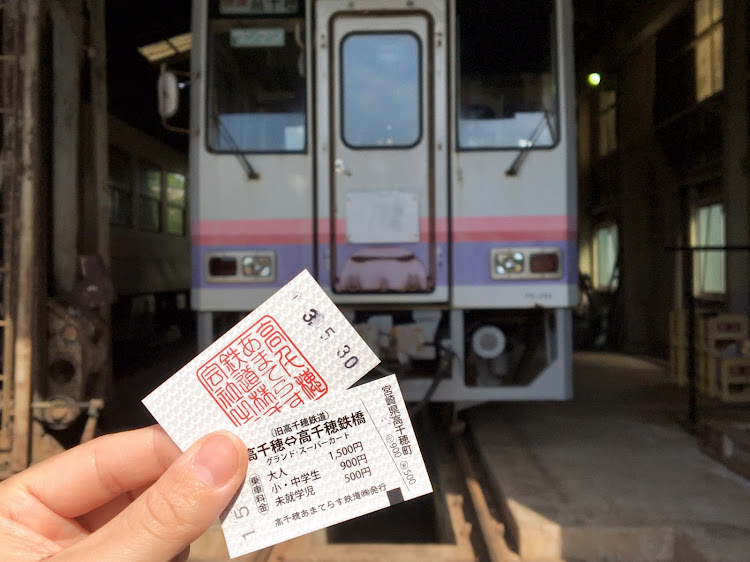 3. 5. 30
高千穂
あまてらす
鉄道株
(旧高千穂鉄道)
高千穂⇔高千穂鉄橋
グランド・スーパーカート
乗車料金
大人 1,500円
小・中学生 900円
未就学児 500円
高千穂あまてらす鉄道㈱発行
宮崎県高千穂町